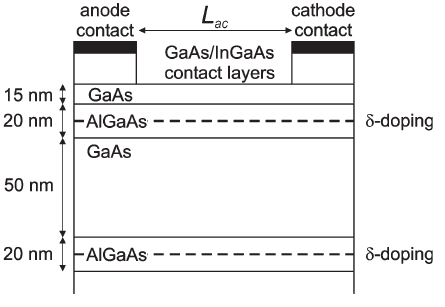 anode
contact
L_ac
cathode
contact
GaAs/InGaAs
contact layers
15 nm
GaAs
20 nm
AlGaAs
δ-doping
GaAs
50 nm
20 nm
AlGaAs
δ-doping